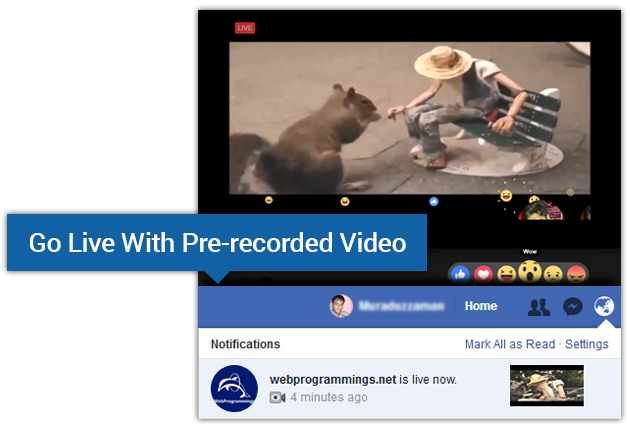 LIVE
Go Live With Pre-recorded Video
Wow
Muraduzzaman
Home
Notifications
Mark All as Read · Settings
webprogrammings.net is live now.
4 minutes ago
WebProgrammings